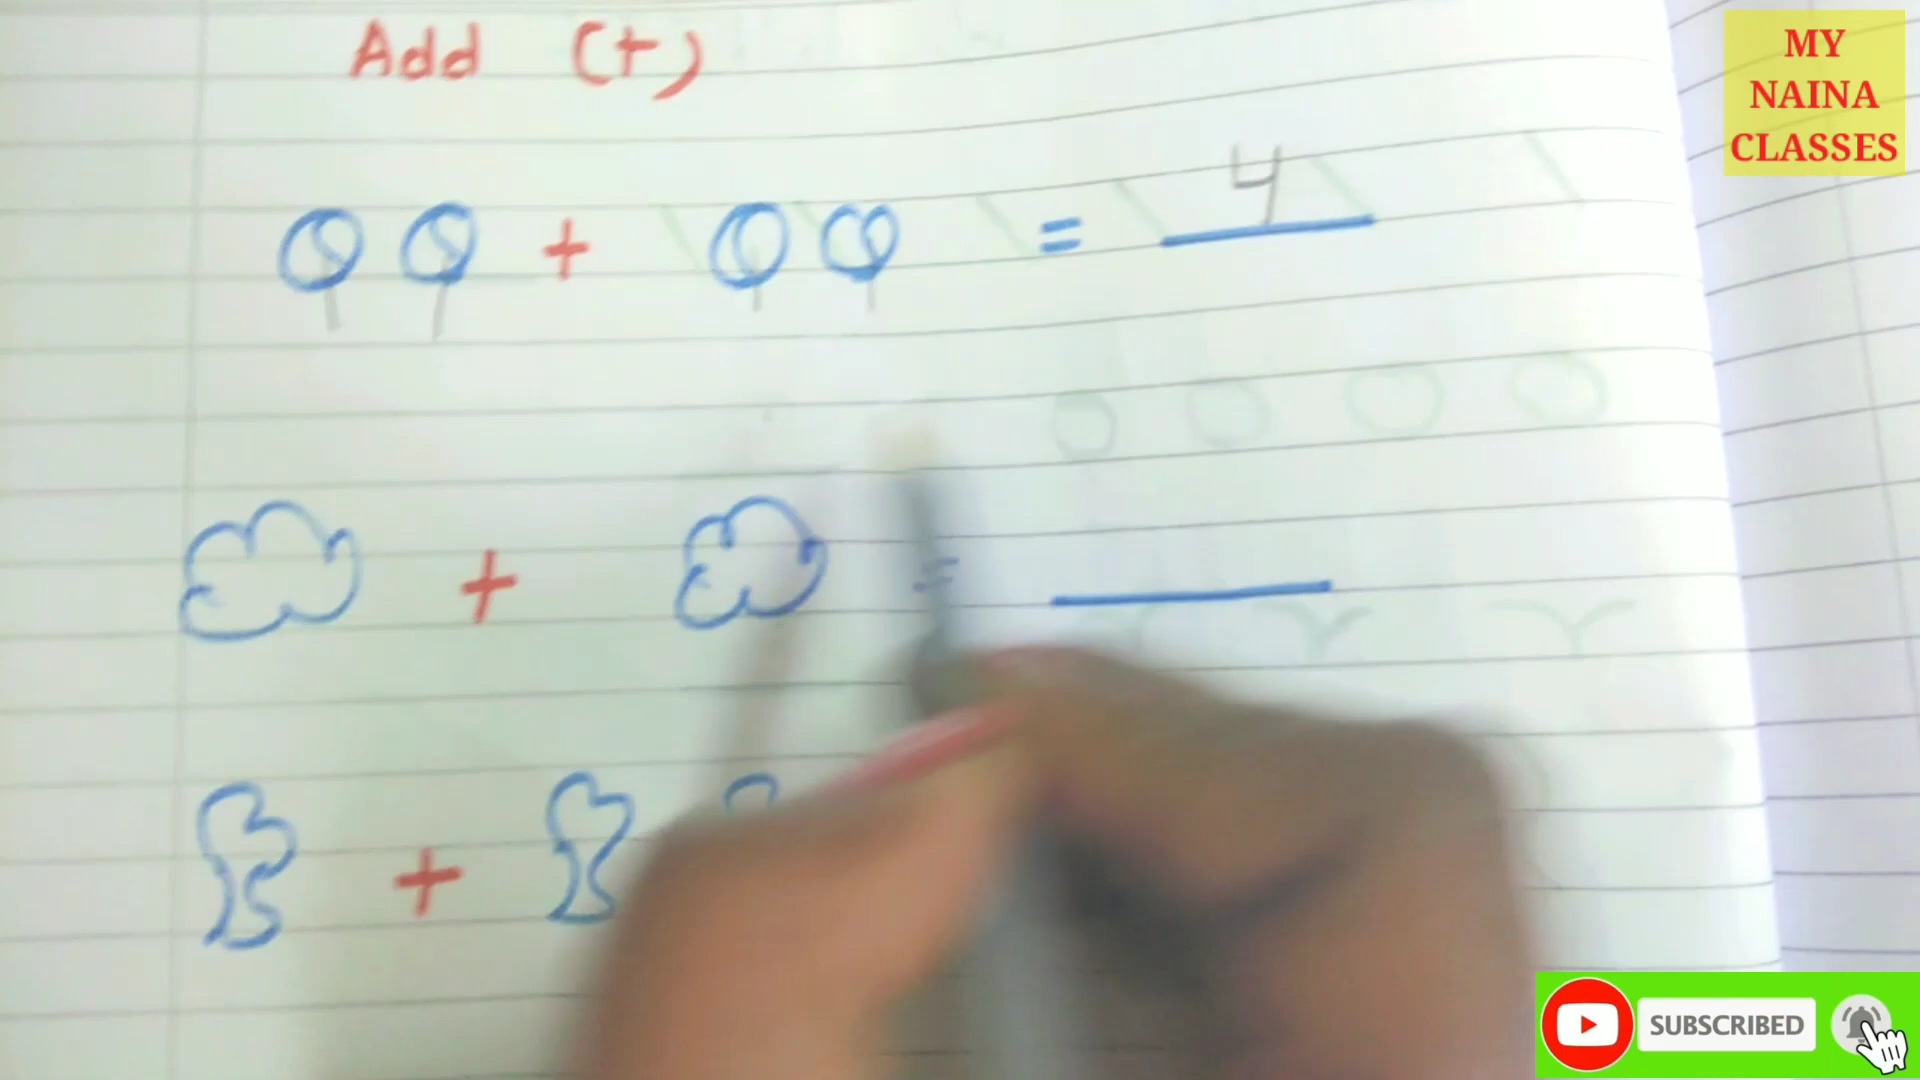 Add (+)
+ = 4
+ =
+
MY
NAINA
CLASSES
SUBSCRIBED